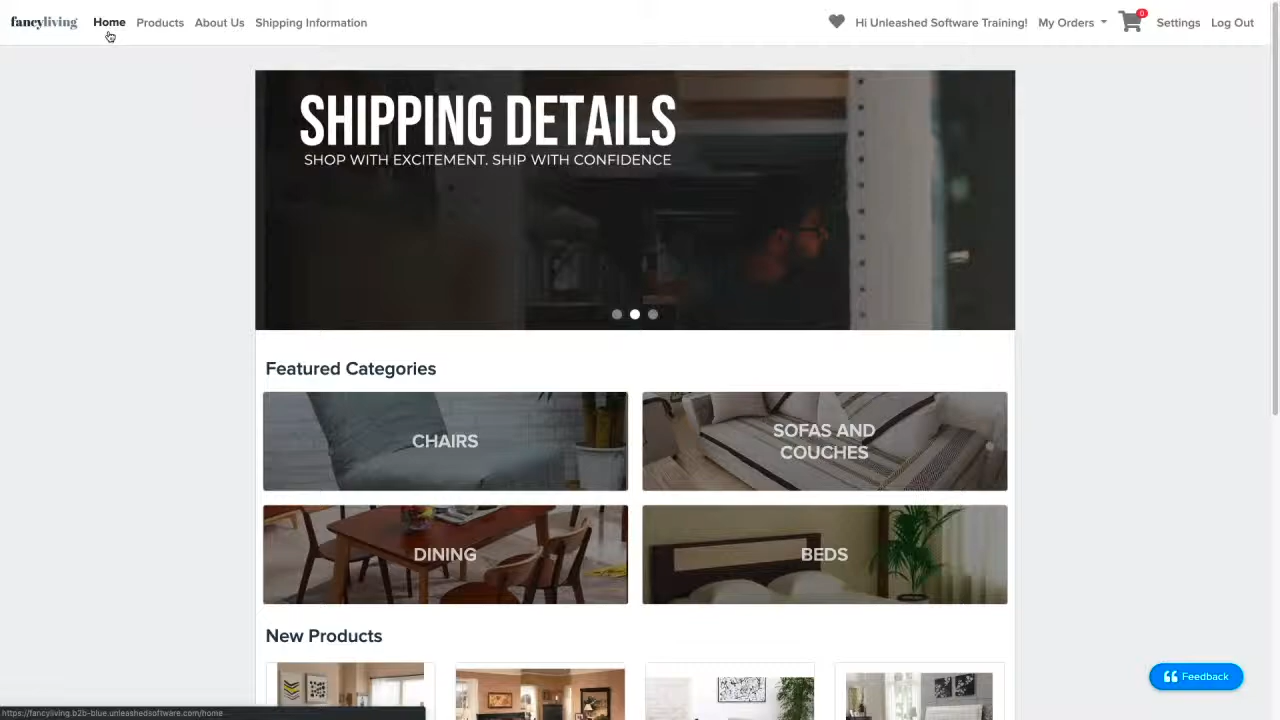 fancyliving Home Products About Us Shipping Information Hi Unleashed Software Training! My Orders 0 Settings Log Out
SHIPPING DETAILS
SHOP WITH EXCITEMENT. SHIP WITH CONFIDENCE
Featured Categories
CHAIRS
SOFAS AND
COUCHES
DINING
BEDS
New Products
Feedback
https://fancyliving.b2b-blue.unleashedsoftware.com/home